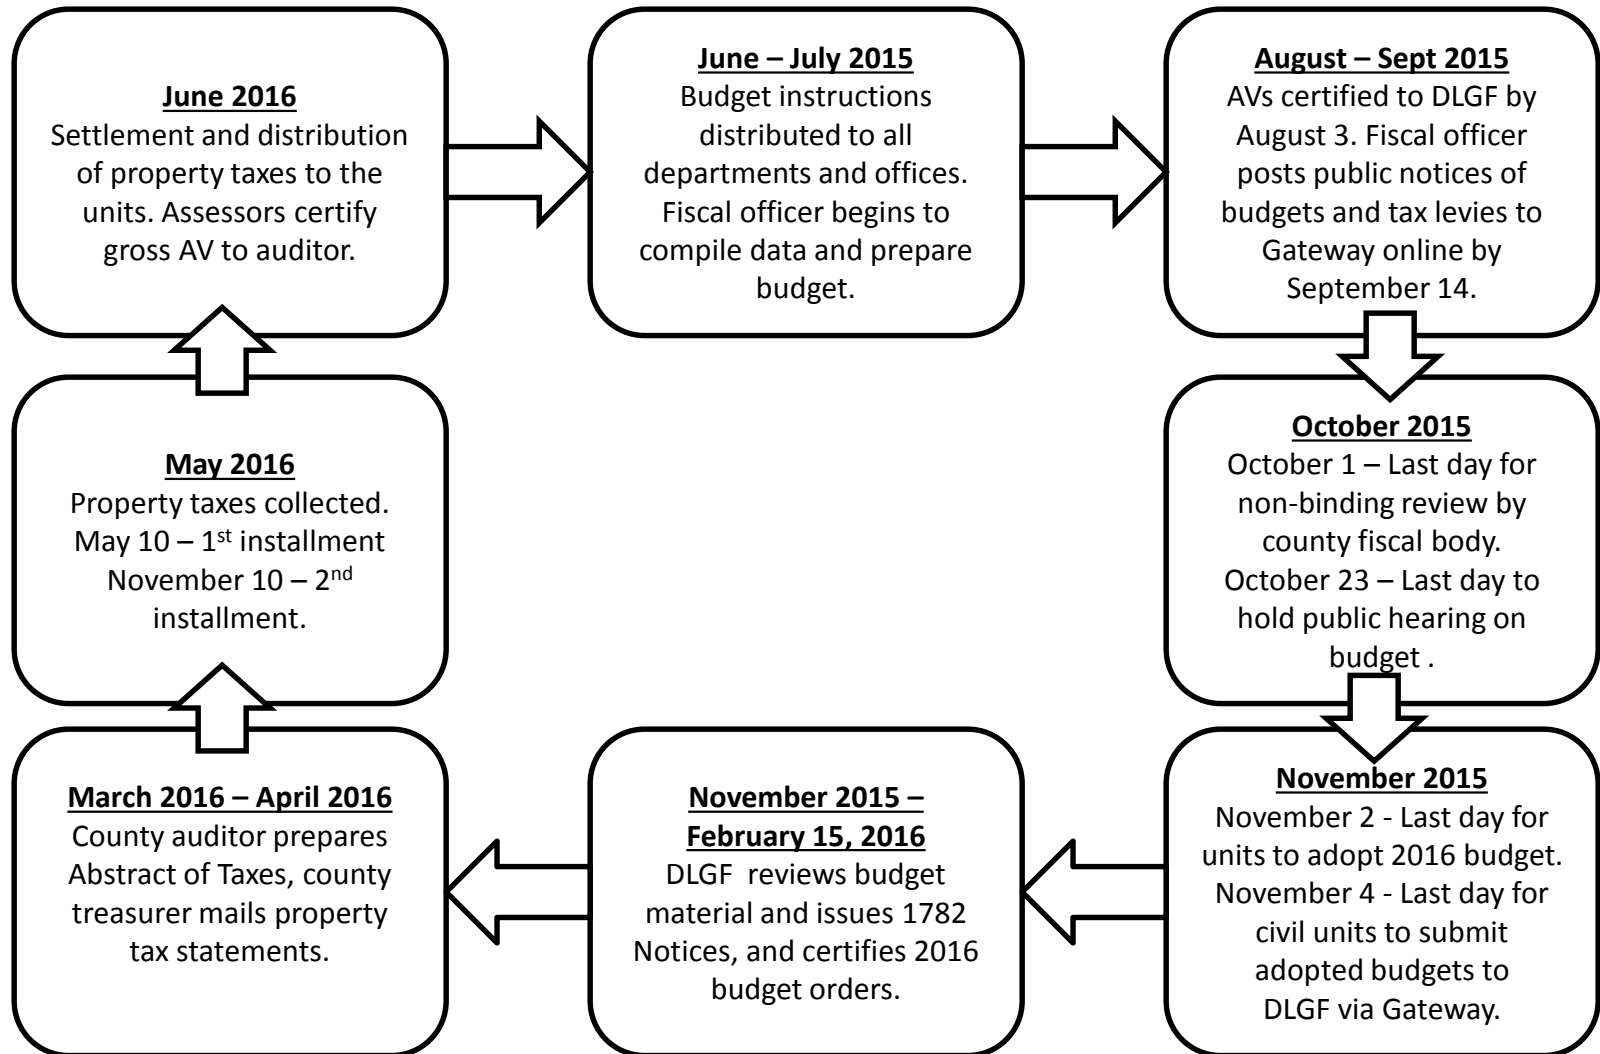 June 2016
Settlement and distribution
of property taxes to the
units. Assessors certify
gross AV to auditor.
June – July 2015
Budget instructions
distributed to all
departments and offices.
Fiscal officer begins to
compile data and prepare
budget.
August – Sept 2015
AVs certified to DLGF by
August 3. Fiscal officer
posts public notices of
budgets and tax levies to
Gateway online by
September 14.
October 2015
October 1 – Last day for
non-binding review by
county fiscal body.
October 23 – Last day to
hold public hearing on
budget .
November 2015
November 2 - Last day for
units to adopt 2016 budget.
November 4 - Last day for
civil units to submit
adopted budgets to
DLGF via Gateway.
November 2015 –
February 15, 2016
DLGF  reviews budget
material and issues 1782
Notices, and certifies 2016
budget orders.
March 2016 – April 2016
County auditor prepares
Abstract of Taxes, county
treasurer mails property
tax statements.
May 2016
Property taxes collected.
May 10 – 1st installment
November 10 – 2nd
installment.